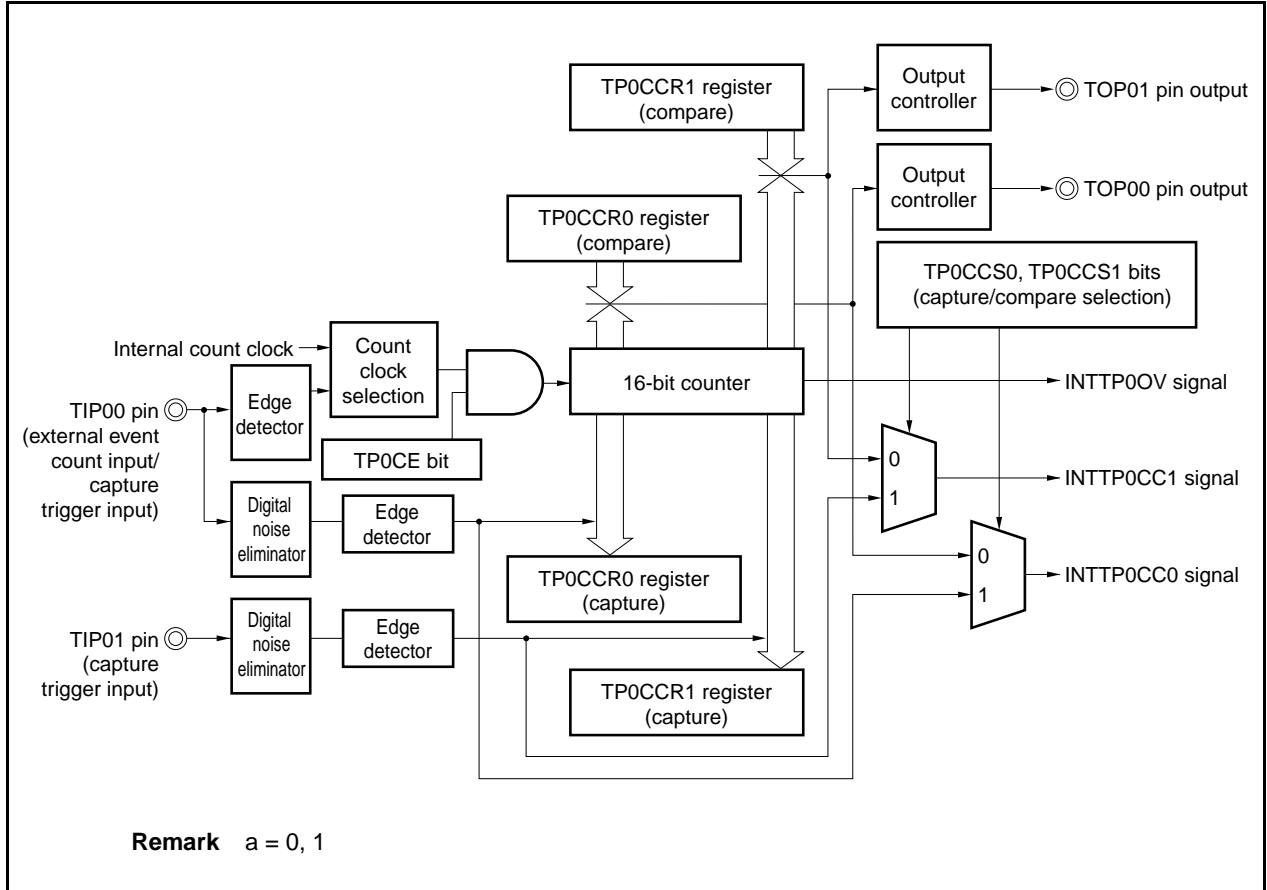 TP0CCR1 register
(compare)
Output
controller
TOP01 pin output
Output
controller
TOP00 pin output
TP0CCR0 register
(compare)
TP0CCS0, TP0CCS1 bits
(capture/compare selection)
Internal count clock
Count
clock
selection
16-bit counter
INTTP0OV signal
TIP00 pin
(external event
count input/
capture
trigger input)
Edge
detector
TP0CE bit
0
1
INTTP0CC1 signal
Digital
noise
eliminator
Edge
detector
TP0CCR0 register
(capture)
0
1
INTTP0CC0 signal
TIP01 pin
(capture
trigger input)
Digital
noise
eliminator
Edge
detector
TP0CCR1 register
(capture)
Remark a = 0, 1